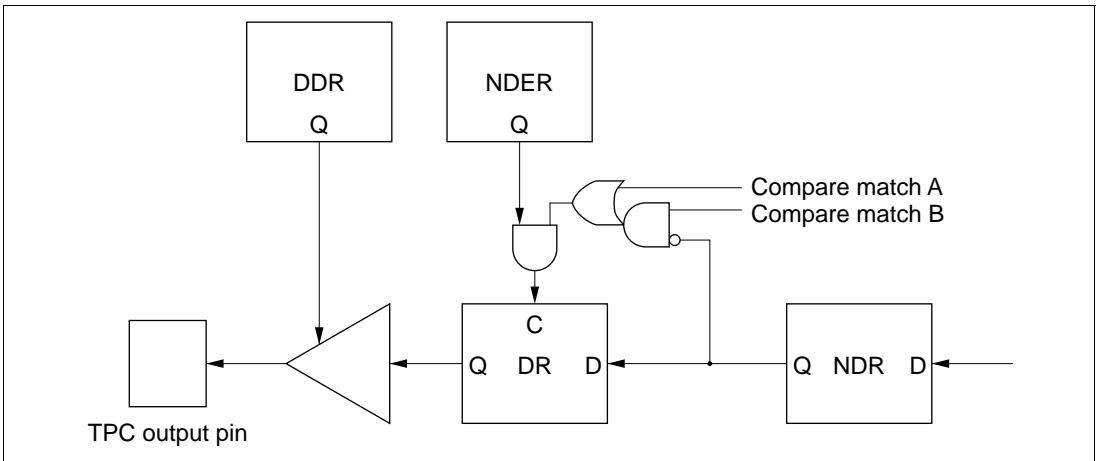 DDR
Q
NDER
Q
Compare match A
Compare match B
C
Q DR D
Q NDR D
TPC output pin